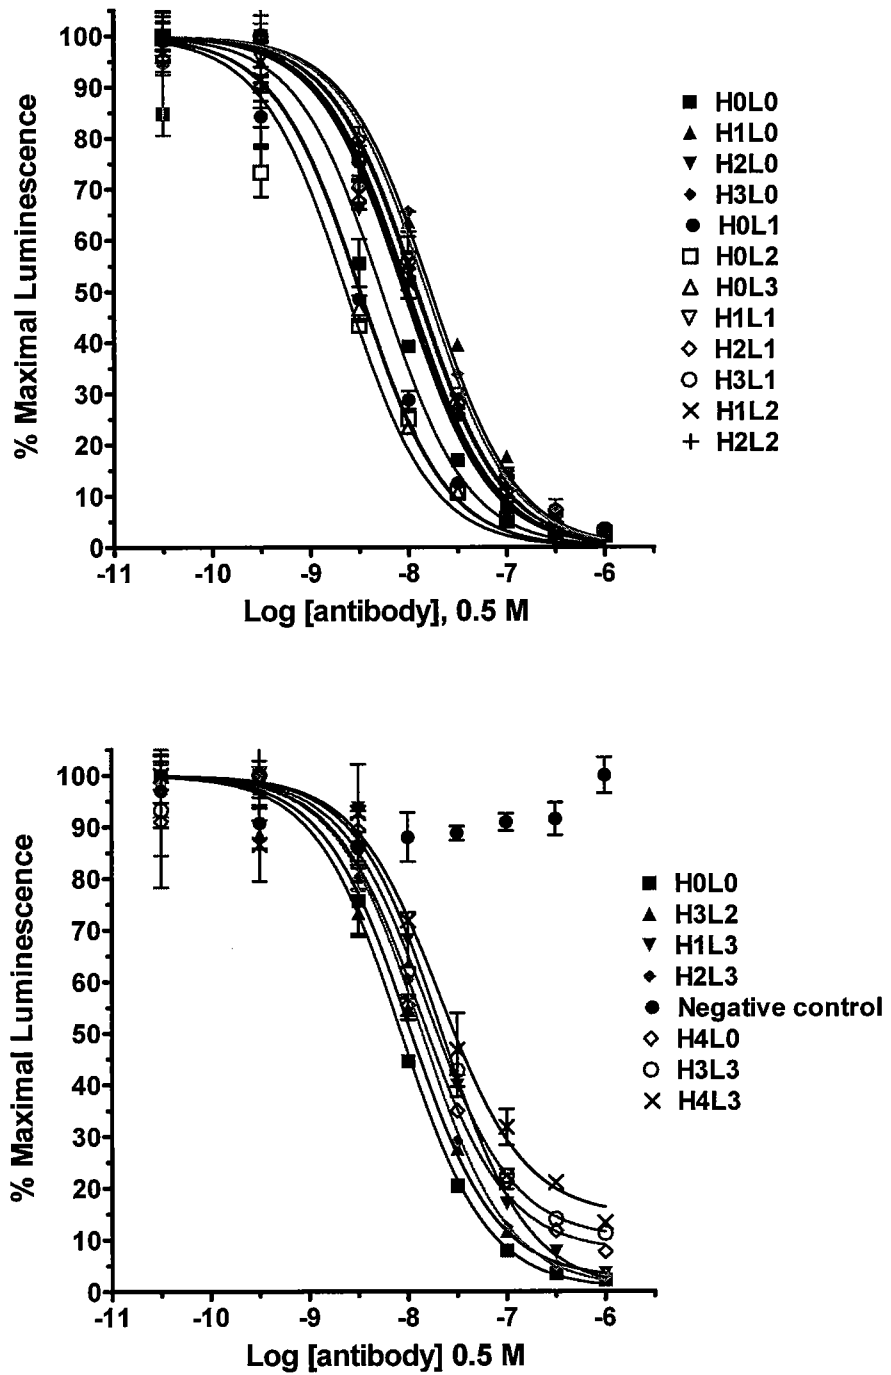 % Maximal Luminescence
100
90
80
70
60
50
40
30
20
10
0
-11 -10 -9 -8 -7 -6
Log [antibody], 0.5 M
H0L0
H1L0
H2L0
H3L0
H0L1
H0L2
H0L3
H1L1
H2L1
H3L1
H1L2
H2L2
% Maximal Luminescence
100
90
80
70
60
50
40
30
20
10
0
-11 -10 -9 -8 -7 -6
Log [antibody] 0.5 M
H0L0
H3L2
H1L3
H2L3
Negative control
H4L0
H3L3
H4L3